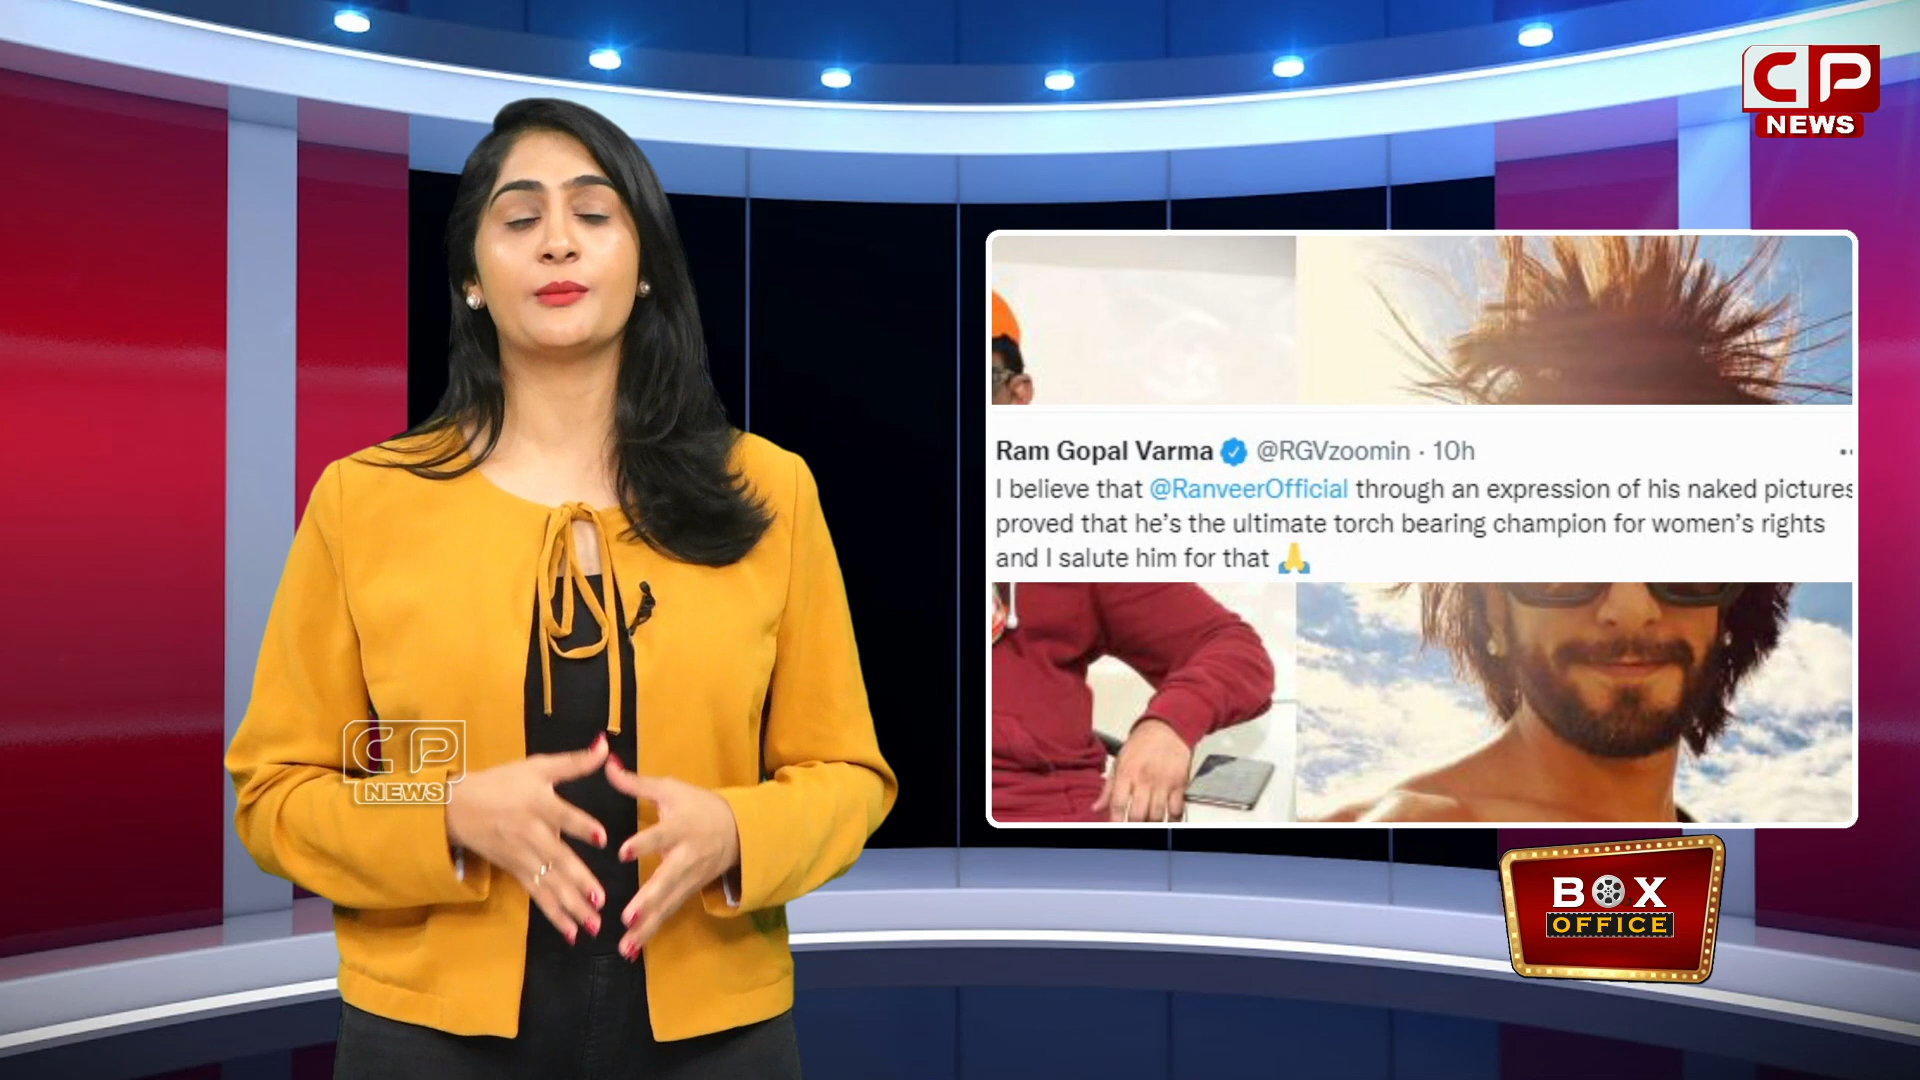 CP
NEWS
Ram Gopal Varma @RGVzoomin · 10h
I believe that @RanveerOfficial through an expression of his naked pictures
proved that he's the ultimate torch bearing champion for women's rights
and I salute him for that 🙏
CP
NEWS
BOX
OFFICE